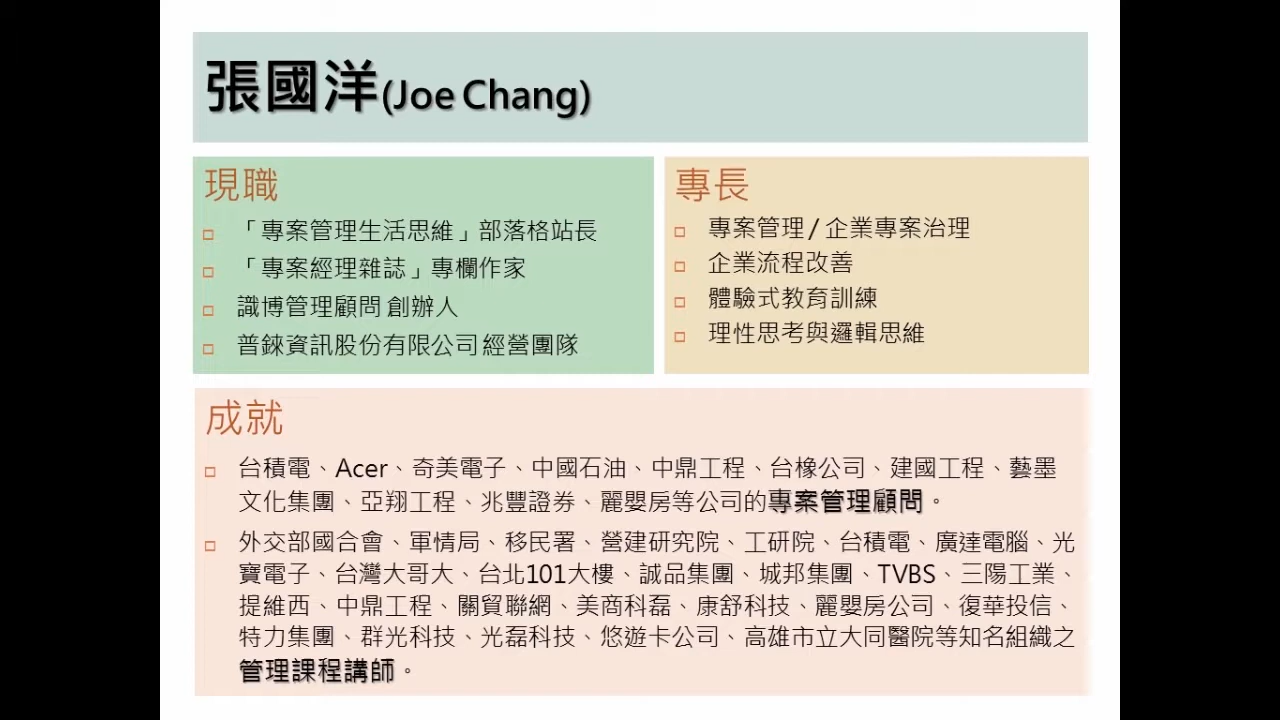 張國洋(Joe Chang)
現職
「專案管理生活思維」部落格站長
「專案經理雜誌」專欄作家
識博管理顧問 創辦人
普錸資訊股份有限公司 經營團隊
專長
專案管理 / 企業專案治理
企業流程改善
體驗式教育訓練
理性思考與邏輯思維
成就
台積電、Acer、奇美電子、中國石油、中鼎工程、台橡公司、建國工程、藝墨
文化集團、亞翔工程、兆豐證券、麗嬰房等公司的專案管理顧問。
外交部國合會、軍情局、移民署、營建研究院、工研院、台積電、廣達電腦、光
寶電子、台灣大哥大、台北101大樓、誠品集團、城邦集團、TVBS、三陽工業、
提維西、中鼎工程、關貿聯網、美商科磊、康舒科技、麗嬰房公司、復華投信、
特力集團、群光科技、光磊科技、悠遊卡公司、高雄市立大同醫院等知名組織之
管理課程講師。